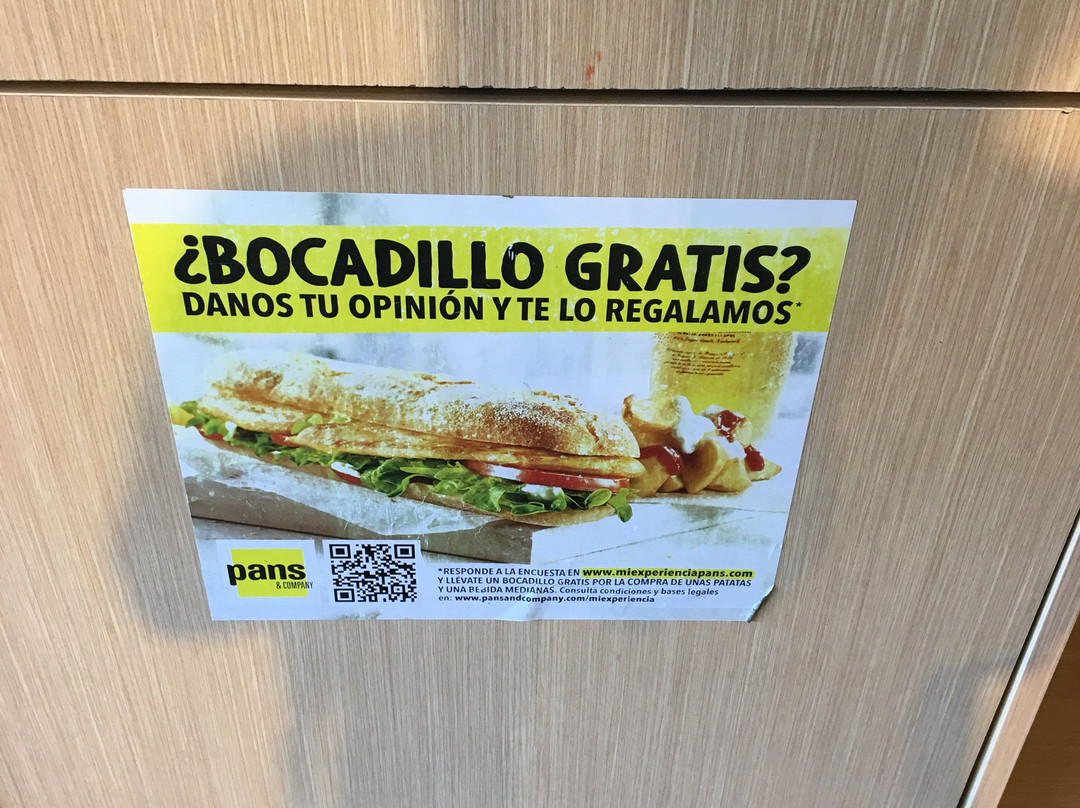 ¿BOCADILLO GRATIS?
DANOS TU OPINIÓN Y TE LO REGALAMOS*
pans
& COMPANY
*RESPONDE A LA ENCUESTA EN www.miexperienciapans.com
Y LLÉVATE UN BOCADILLO GRATIS POR LA COMPRA DE UNAS PATATAS
Y UNA BEBIDA MEDIANAS. Consulta condiciones y bases legales
en: www.pansandcompany.com/miexperiencia